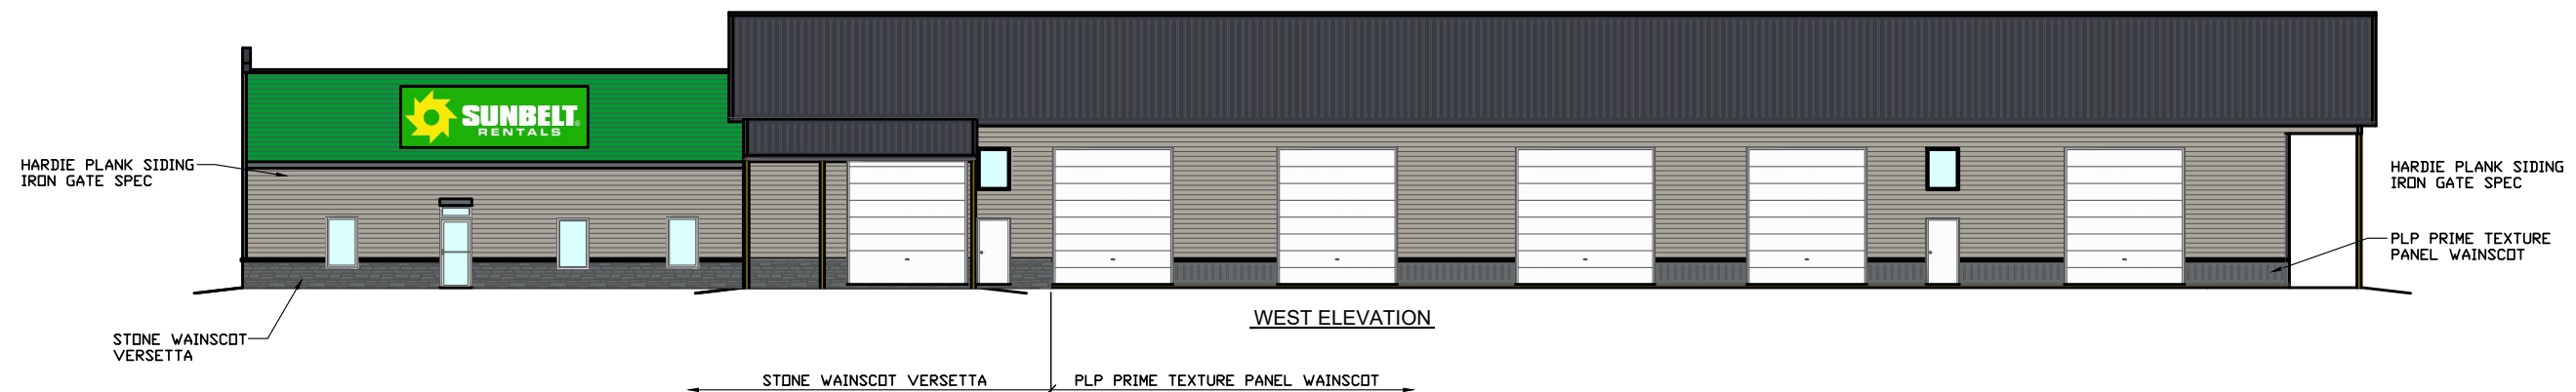 SUNBELT®
RENTALS
HARDIE PLANK SIDING
IRON GATE SPEC
HARDIE PLANK SIDING
IRON GATE SPEC
PLP PRIME TEXTURE
PANEL WAINSCOT
WEST ELEVATION
STONE WAINSCOT
VERSETTA
STONE WAINSCOT VERSETTA
PLP PRIME TEXTURE PANEL WAINSCOT